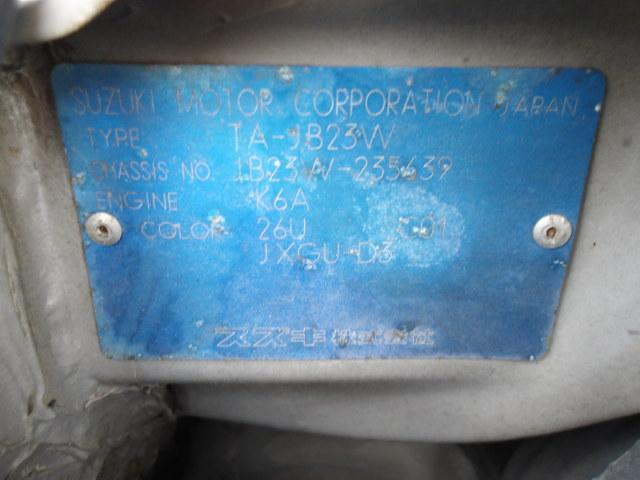 SUZUKI MOTOR CORPORATION JAPAN
TYPE TA-JB23W
CHASSIS NO. JB23W-235639
ENGINE K6A
COLOR 26U C01
JXGU-D3
スズキ株式会社